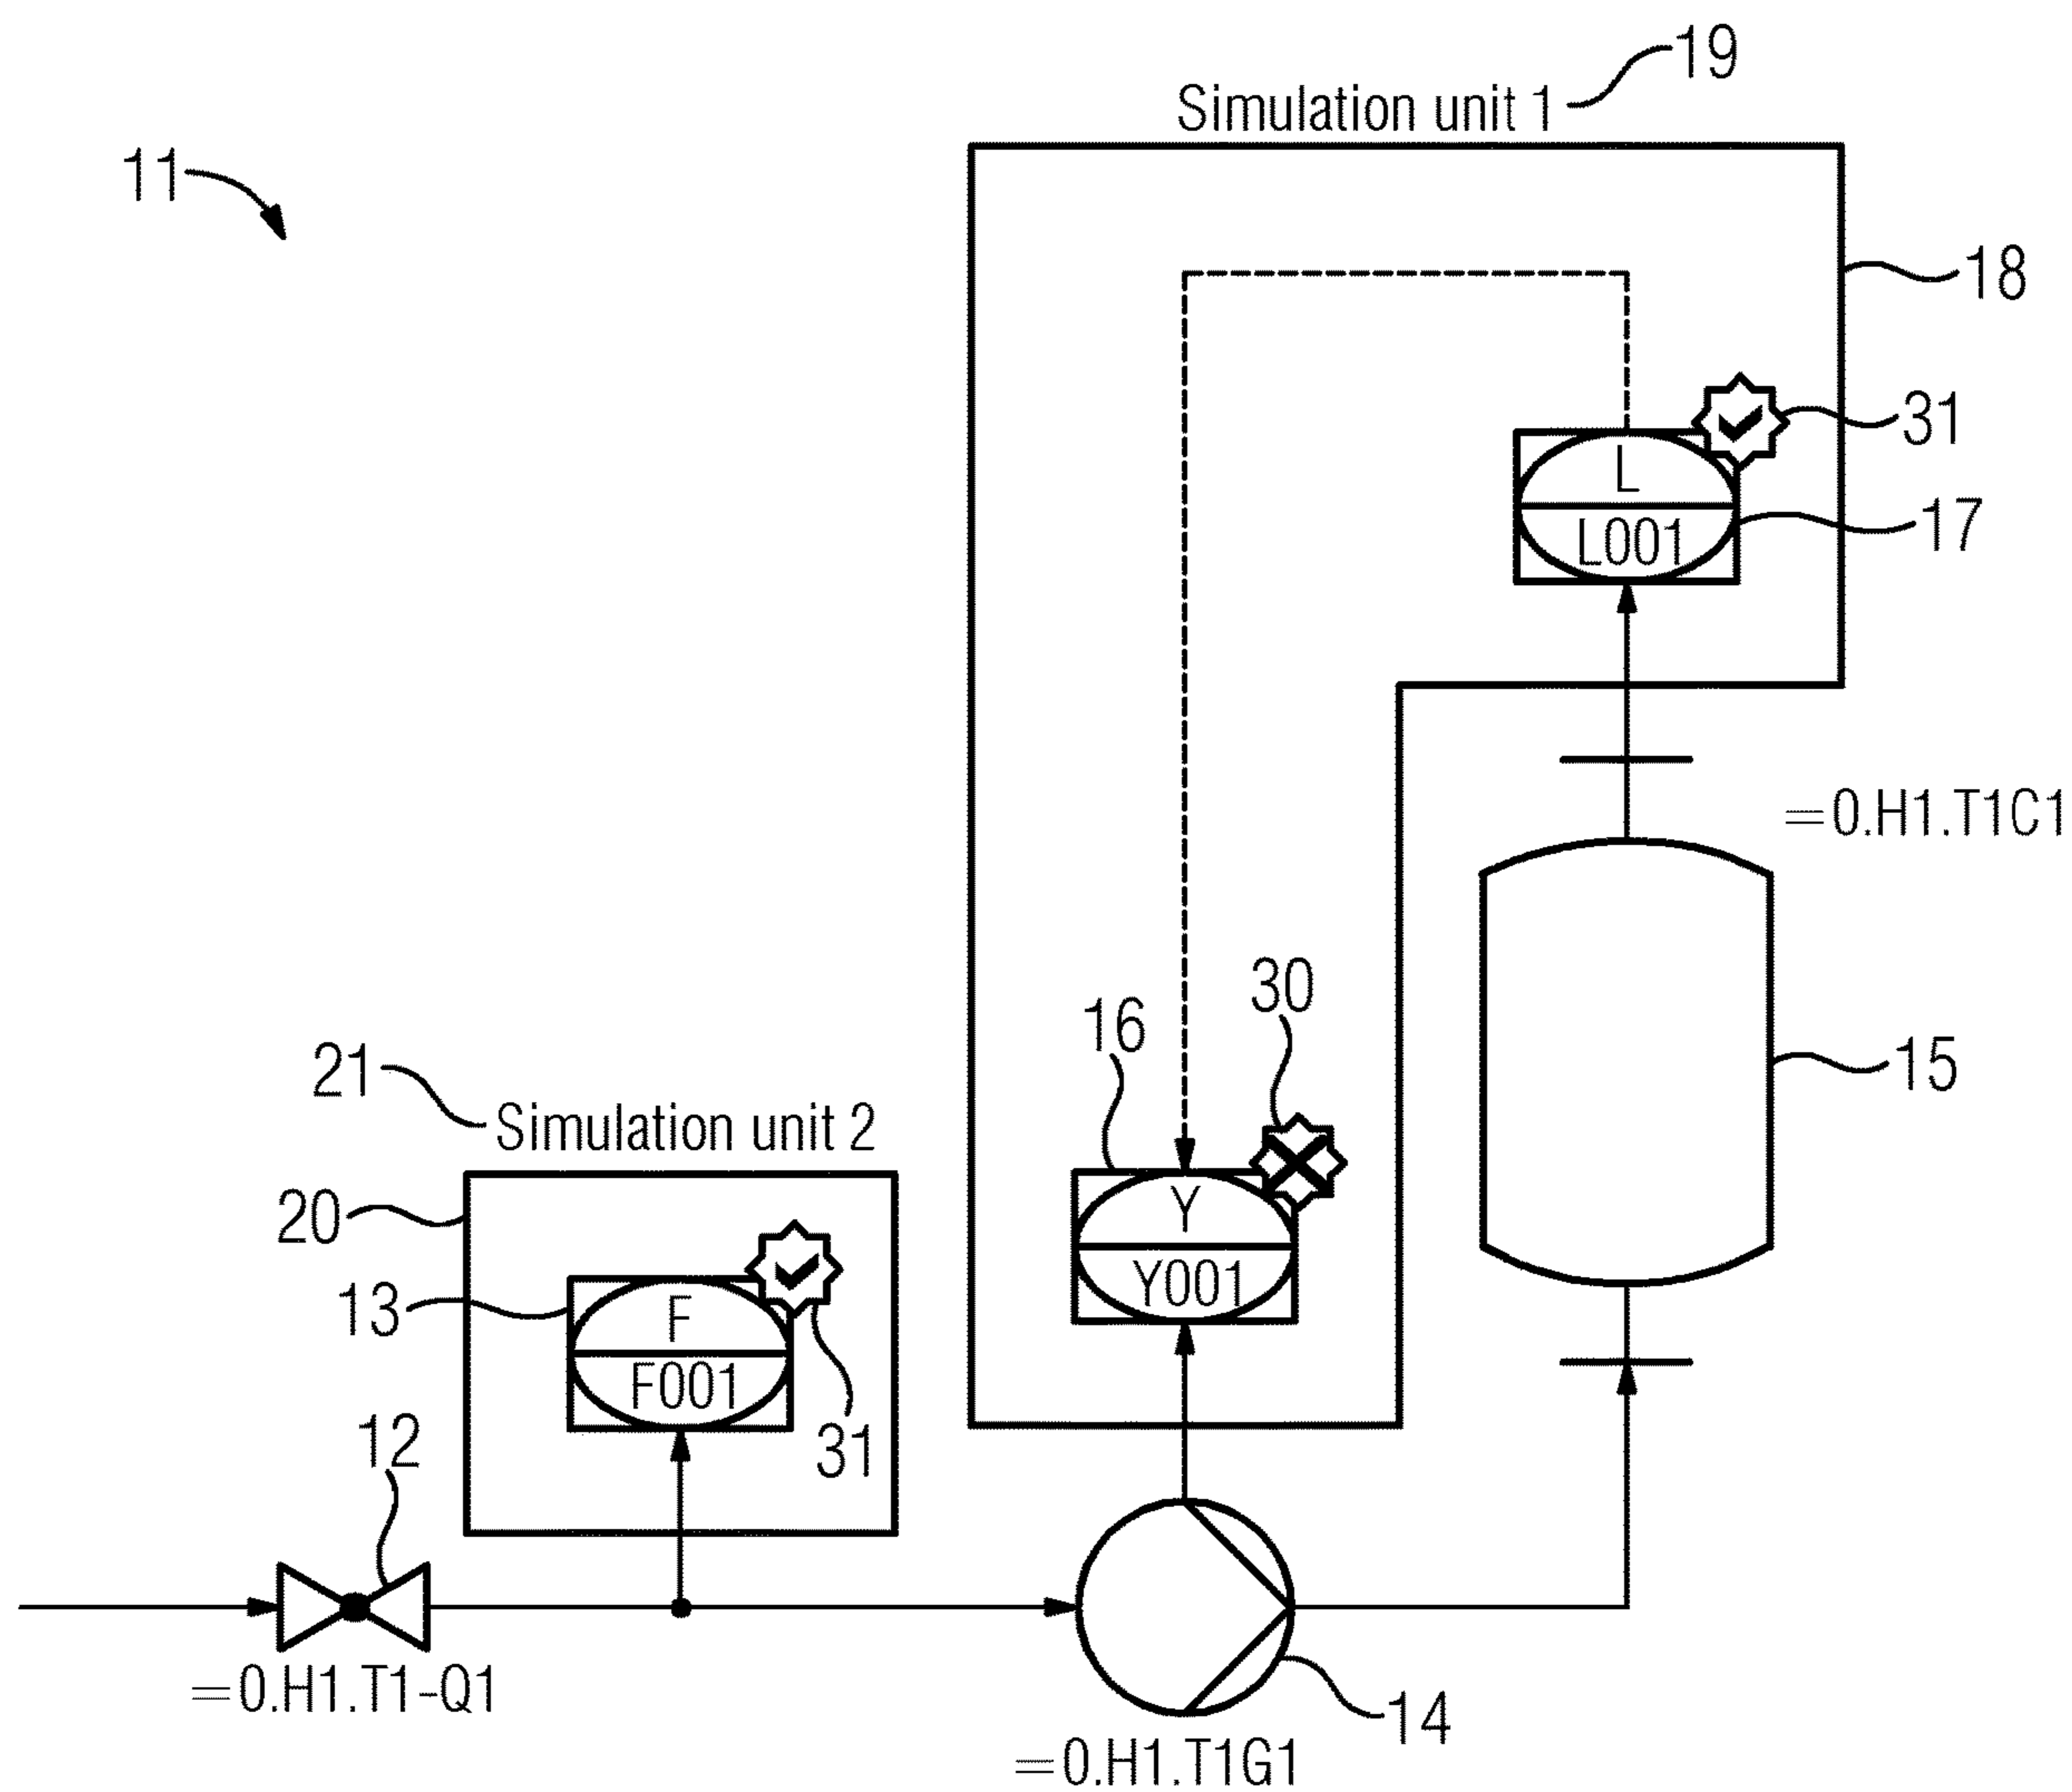 19
Simulation unit 1
11
18
31
L
L001
17
=0.H1.T1C1
30
16
15
21
Simulation unit 2
20
Y
Y001
13
F
F001
12
31
=0.H1.T1-Q1
14
=0.H1.T1G1